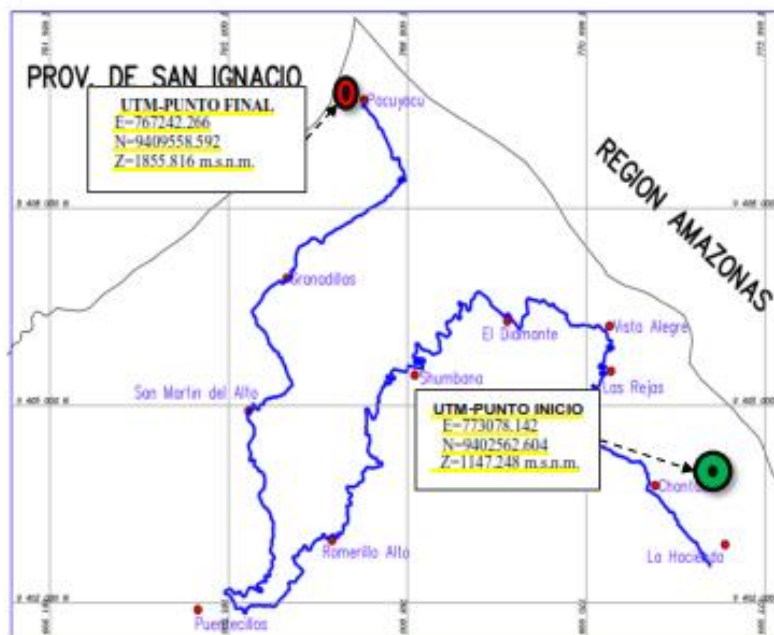 PROV. DE SAN IGNACIO
UTM-PUNTO FINAL
E=767242.266
N=9409558.592
Z=1855.816 m.s.n.m.
Pacuyacu
REGION AMAZONAS
Granadillas
El Diamante
Vista Alegre
Shumbana
Las Rejas
San Martin del Alto
UTM-PUNTO INICIO
E=773078.142
N=9402562.604
Z=1147.248 m.s.n.m.
Romerillo Alto
La Hacienda
Puentecillos